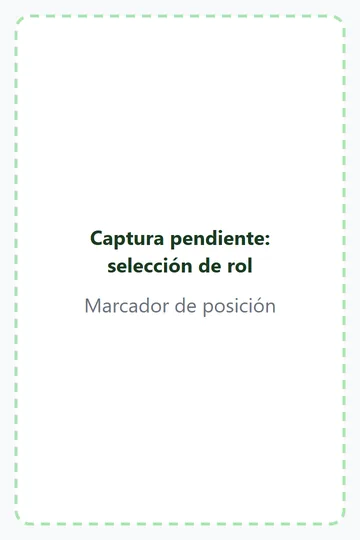 Captura pendiente:
selección de rol
Marcador de posición